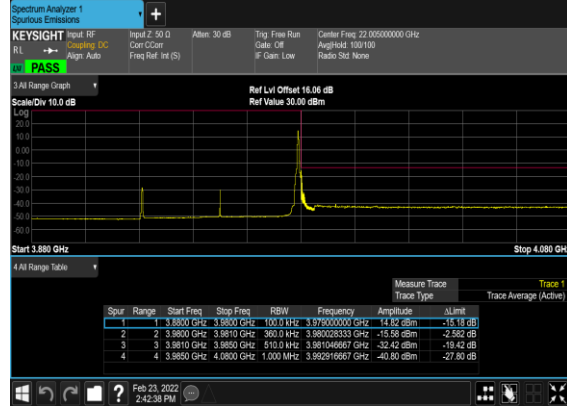 Spectrum Analyzer 1
Spurious Emissions
KEYSIGHT Input: RF Input Z: 50 Ω Atten: 30 dB Trig: Free Run Center Freq: 22.005000000 GHz
RL Coupling: DC Corr CCorr Gate: Off Avg|Hold: 100/100
Align: Auto Freq Ref: Int (S) IF Gain: Low Radio Std: None
PASS
3 All Range Graph
Ref Lvl Offset 16.06 dB
Scale/Div 10.0 dB Ref Value 30.00 dBm
Log
20.0
10.0
0.00
-10.0
-20.0
-30.0
-40.0
-50.0
-60.0
Start 3.880 GHz Stop 4.080 GHz
4 All Range Table
Measure Trace Trace 1
Trace Type Trace Average (Active)
Spur Range Start Freq Stop Freq RBW Frequency Amplitude ΔLimit
1 1 3.8800 GHz 3.9800 GHz 100.0 kHz 3.979000000 GHz 14.82 dBm -15.18 dB
2 2 3.9800 GHz 3.9810 GHz 360.0 kHz 3.980028333 GHz -15.58 dBm -2.582 dB
3 3 3.9810 GHz 3.9850 GHz 510.0 kHz 3.981046667 GHz -32.42 dBm -19.42 dB
4 4 3.9850 GHz 4.0800 GHz 1.000 MHz 3.992916667 GHz -40.80 dBm -27.80 dB
? Feb 23, 2022
2:42:38 PM